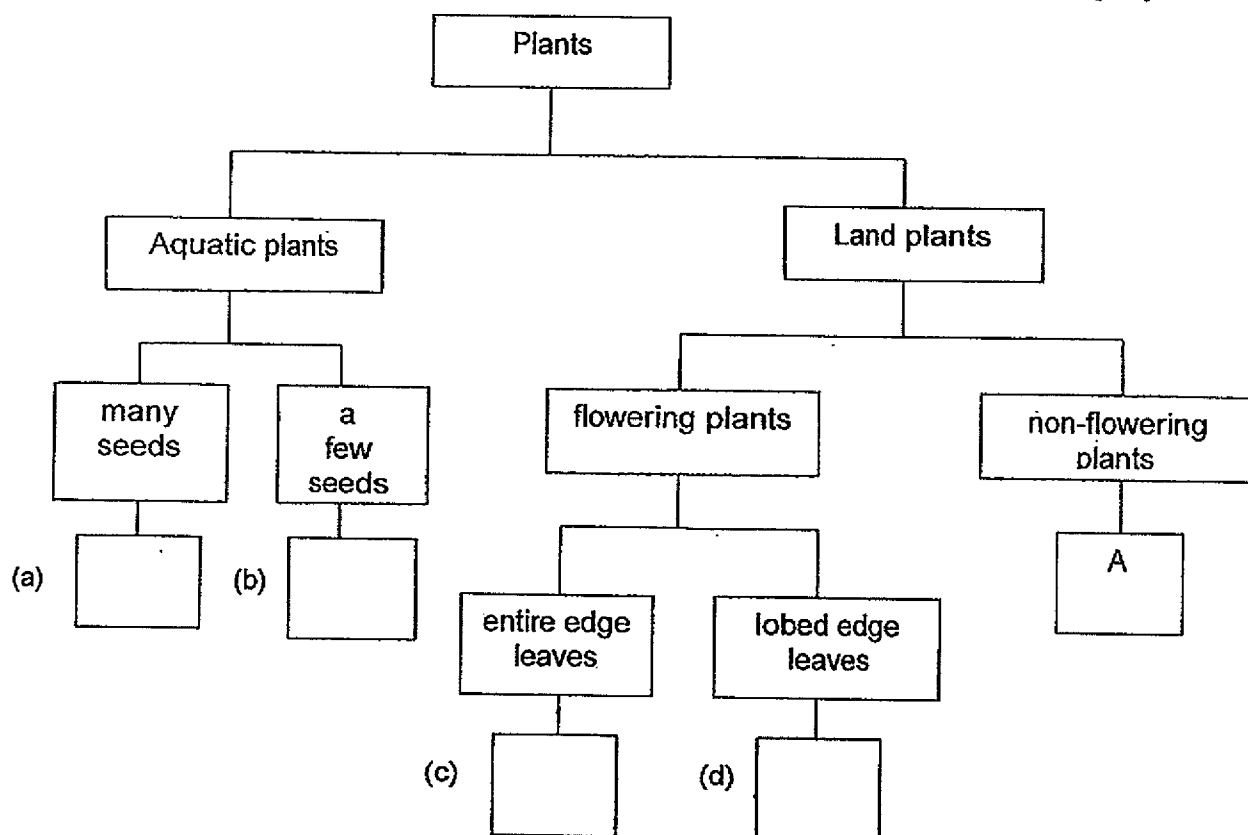 Plants
Aquatic plants
Land plants
many
seeds
a
few
seeds
flowering plants
non-flowering
plants
(a)
(b)
A
entire edge
leaves
lobed edge
leaves
(c)
(d)